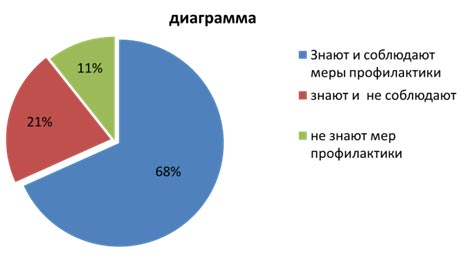 диаграмма
11%
21%
68%
Знают и соблюдают
меры профилактики
знают и  не соблюдают
не знают мер
профилактики